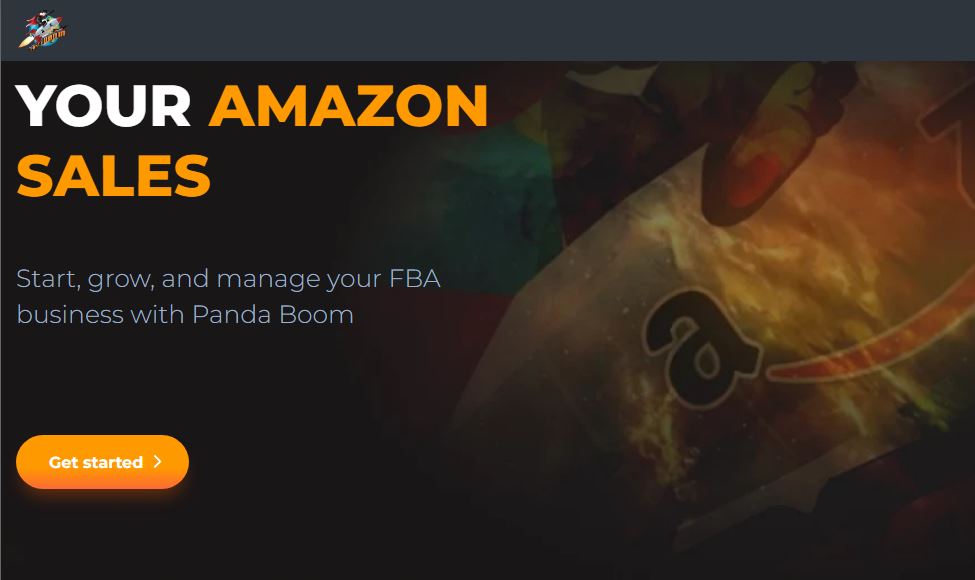 YOUR AMAZON
SALES
Start, grow, and manage your FBA
business with Panda Boom
Get started
a